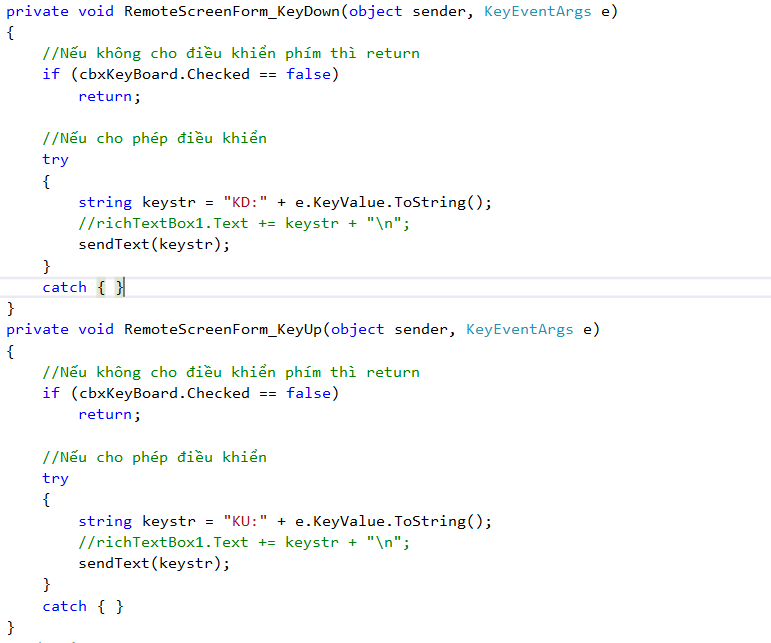 private void RemoteScreenForm_KeyDown(object sender, KeyEventArgs e)
{
    //Nếu không cho điều khiển phím thì return
    if (cbxKeyBoard.Checked == false)
        return;

    //Nếu cho phép điều khiển
    try
    {
        string keystr = "KD:" + e.KeyValue.ToString();
        //richTextBox1.Text += keystr + "\n";
        sendText(keystr);
    }
    catch { }
}
private void RemoteScreenForm_KeyUp(object sender, KeyEventArgs e)
{
    //Nếu không cho điều khiển phím thì return
    if (cbxKeyBoard.Checked == false)
        return;

    //Nếu cho phép điều khiển
    try
    {
        string keystr = "KU:" + e.KeyValue.ToString();
        //richTextBox1.Text += keystr + "\n";
        sendText(keystr);
    }
    catch { }
}